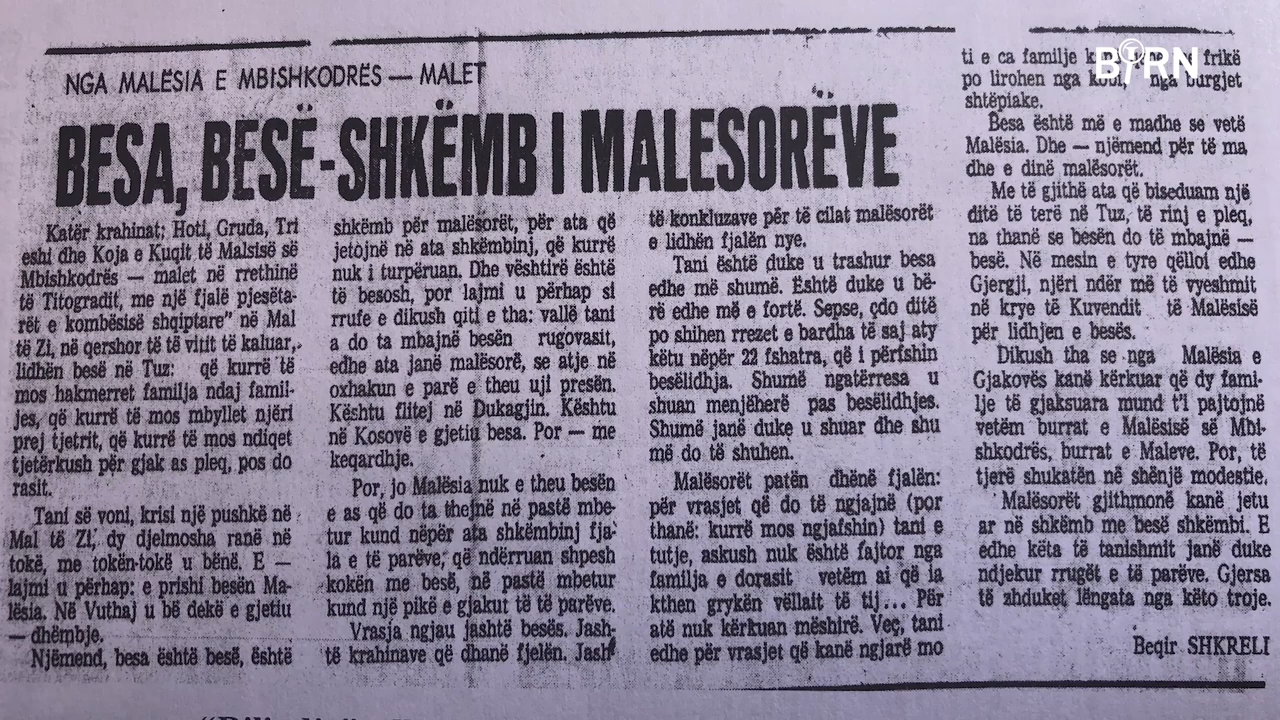 BIRN
NGA MALËSIA E MBISHKODRËS — MALET
BESA, BESË-SHKËMB I MALESORËVE
Katër krahinat; Hoti, Gruda, Tri
eshi dhe Koja e Kuqit të Malsisë së
Mbishkodrës — malet në rrethinë
të Titogradit, me një fjalë pjesëta-
rët e kombësisë shqiptare" në Mal
të Zi, në qershor të të vitit të kaluar,
lidhën besë në Tuz: që kurrë të
mos hakmerret familja ndaj famil-
jes, që kurrë të mos mbyllet njëri
prej tjetrit, që kurrë të mos ndiqet
tjetërkush për gjak as pleq, pos do
rasit.
Tani së voni, krisi një pushkë në
Mal të Zi, dy djelmosha ranë në
tokë, me tokën-tokë u bënë. E —
lajmi u përhap: e prishi besën Ma-
lësia. Në Vuthaj u bë dekë e gjetiu
— dhëmbje.
Njëmend, besa është besë, është
shkëmb për malësorët, për ata që
jetojnë në ata shkëmbinj, që kurrë
nuk i turpëruan. Dhe vështirë është
të besosh, por lajmi u përhap si
rrufe e dikush qiti e tha: vallë tani
a do ta mbajnë besën rugovasit,
edhe ata janë malësorë, se atje në
oxhakun e parë e theu uji presën.
Kështu flitej në Dukagjin. Kështu
në Kosovë e gjetiu besa. Por — me
keqardhje.
Por, jo Malësia nuk e theu besën
e as që do ta thejnë në pastë mbe-
tur kund nëpër ata shkëmbinj fja-
la e të parëve, që ndërruan shpesh
kokën me besë, në pastë mbetur
kund një pikë e gjakut të të parëve.
Vrasja ngjau jashtë besës. Jash-
të krahinave që dhanë fjelën. Jash
të konkluzave për të cilat malësorët
e lidhën fjalën nye.
Tani është duke u trashur besa
edhe më shumë. Është duke u bë-
rë edhe më e fortë. Sepse, çdo ditë
po shihen rrezet e bardha të saj aty
këtu nëpër 22 fshatra, që i përfshin
besëlidhja. Shumë ngatërresa u
shuan menjëherë pas besëlidhjes.
Shumë janë duke u shuar dhe shu
më do të shuhen.
Malësorët patën dhënë fjalën:
për vrasjet që do të ngjajnë (por
thanë: kurrë mos ngjafshin) tani e
tutje, askush nuk është fajtor nga
familja e dorasit vetëm ai që ia
kthen grykën vëllait të tij... Për
atë nuk kërkuan mëshirë. Veç, tani
edhe për vrasjet që kanë ngjarë mo
ti e ca familje frikë
po lirohen nga nga burgjet
shtëpiake.
Besa është më e madhe se vetë
Malësia. Dhe — njëmend për të ma
dhe e dinë malësorët.
Me të gjithë ata që biseduam një
ditë të terë në Tuz, të rinj e pleq,
na thanë se besën do të mbajnë —
besë. Në mesin e tyre qëlloi edhe
Gjergji, njëri ndër më të vyeshmit
në krye të Kuvendit të Malësisë
për lidhjen e besës.
Dikush tha se nga Malësia e
Gjakovës kanë kërkuar që dy fami-
lje të gjaksuara mund t'i pajtojnë
vetëm burrat e Malësisë së Mbi-
shkodrës, burrat e Maleve. Por, të
tjerë shukatën në shënjë modestie.
Malësorët gjithmonë kanë jetu
ar në shkëmb me besë shkëmbi. E
edhe këta të tanishmit janë duke
ndjekur rrugët e të parëve. Gjersa
të ahduket lëngata nga këto troje.
Beqir SHKRELI